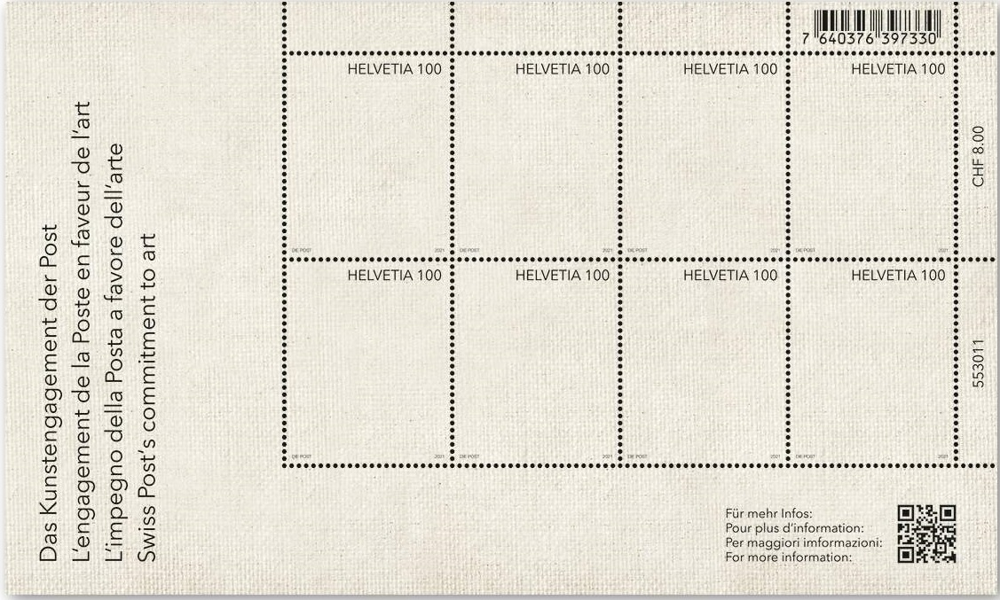 Das Kunstengagement der Post
L'engagement de la Poste en faveur de l'art
L'impegno della Posta a favore dell'arte
Swiss Post's commitment to art
7 640376 397330
HELVETIA 100
HELVETIA 100
HELVETIA 100
HELVETIA 100
CHF 8.00
DIE POST 2021
DIE POST 2021
DIE POST 2021
DIE POST 2021
HELVETIA 100
HELVETIA 100
HELVETIA 100
HELVETIA 100
553011
DIE POST 2021
DIE POST 2021
DIE POST 2021
DIE POST 2021
Für mehr Infos:
Pour plus d'information:
Per maggiori imformazioni:
For more information: